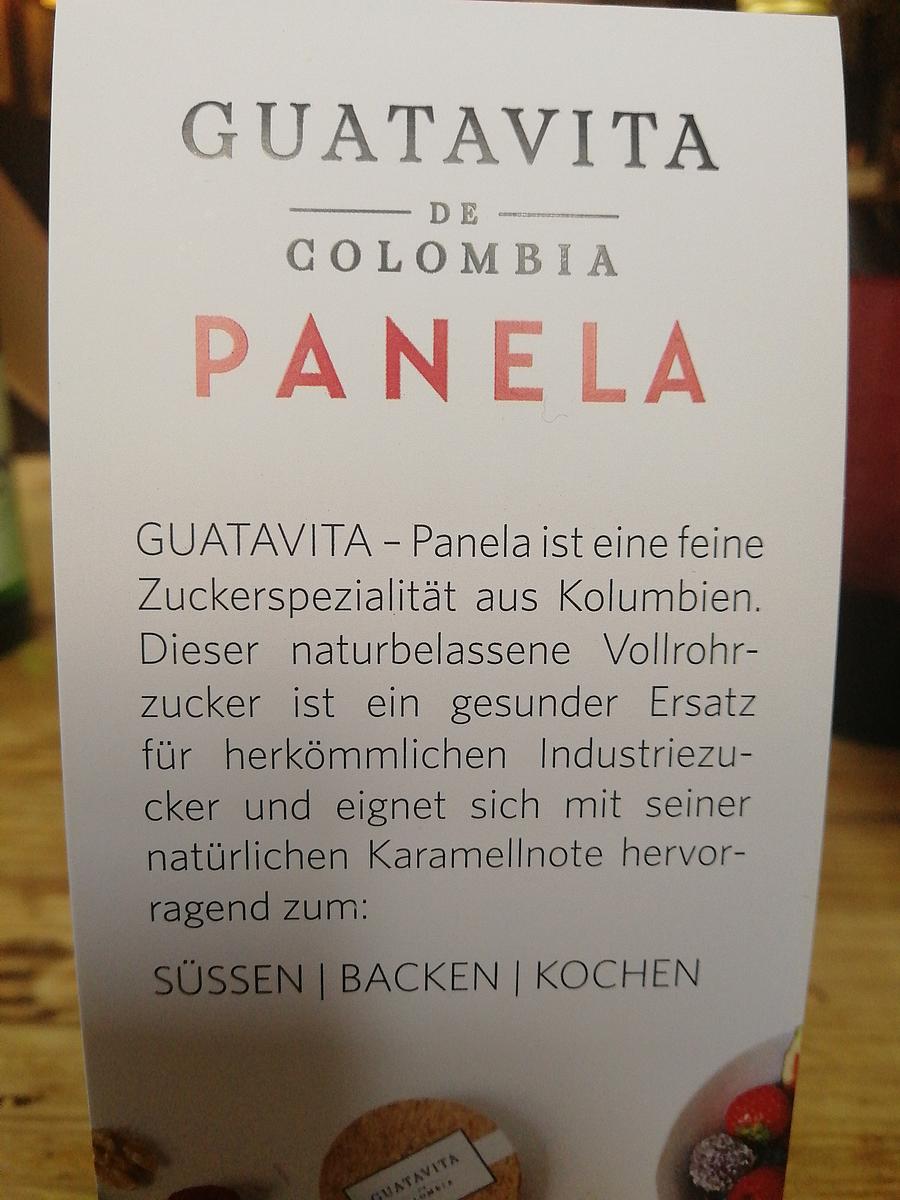 GUATAVITA
DE
COLOMBIA
PANELA
GUATAVITA – Panela ist eine feine
Zuckerspezialität aus Kolumbien.
Dieser naturbelassene Vollrohr-
zucker ist ein gesunder Ersatz
für herkömmlichen Industriezu-
cker und eignet sich mit seiner
natürlichen Karamellnote hervor-
ragend zum:
SÜSSEN | BACKEN | KOCHEN
GUATAVITA